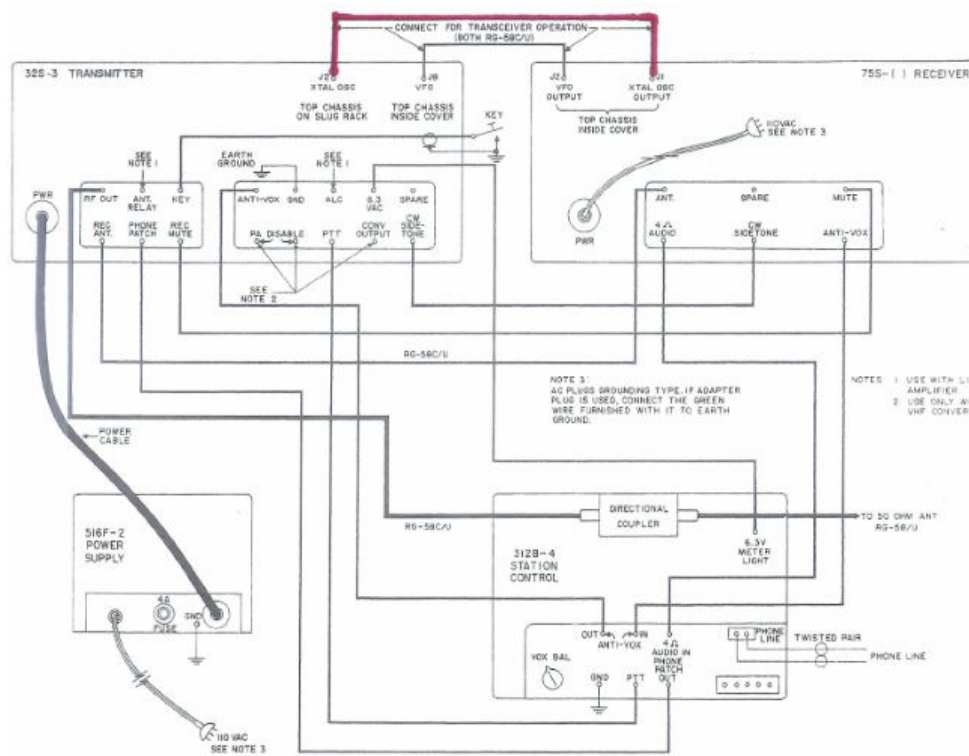 CONNECT FOR TRANSCEIVER OPERATION
(BOTH RG-58C/U)
32S-3 TRANSMITTER
J2
XTAL OSC
J8
VFO
TOP CHASSIS
ON SLUG RACK
TOP CHASSIS
INSIDE COVER
KEY
J2
VFO
OUTPUT
J1
XTAL OSC
OUTPUT
TOP CHASSIS
INSIDE COVER
75S-( ) RECEIVER
110VAC
SEE NOTE 3
PWR
SEE
NOTE 1
RF OUT
ANT.
RELAY
KEY
REC
ANT.
PHONE
PATCH
REC
MUTE
EARTH
GROUND
SEE
NOTE 1
ANTI-VOX
GND
ALC
6.3
VAC
SPARE
PA DISABLE
PTT
CONV
OUTPUT
CW
SIDE-
TONE
SEE
NOTE 2
PWR
ANT.
SPARE
MUTE
4Ω
AUDIO
CW
SIDETONE
ANTI-VOX
RG-58C/U
NOTE 3:
AC PLUGS GROUNDING TYPE. IF ADAPTER
PLUG IS USED, CONNECT THE GREEN
WIRE FURNISHED WITH IT TO EARTH
GROUND.
NOTES 1. USE WITH LI
AMPLIFIER.
2. USE ONLY W
VHF CONVER
POWER
CABLE
516F-2
POWER
SUPPLY
4A
FUSE
GND
110 VAC
SEE NOTE 3
RG-58C/U
DIRECTIONAL
COUPLER
TO 50 OHM ANT
RG-58/U
312B-4
STATION
CONTROL
6.3V
METER
LIGHT
OUT
IN
ANTI-VOX
4Ω
AUDIO IN
PHONE
PATCH
OUT
VOX BAL
GND
PTT
PHONE
LINE
TWISTED PAIR
PHONE LINE